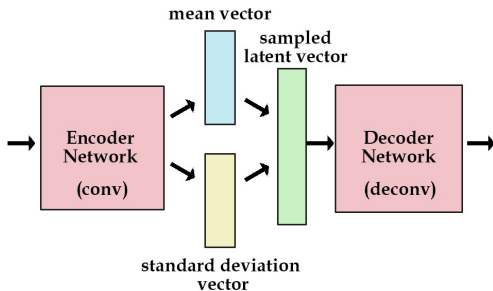 mean vector
sampled
latent vector
Encoder
Network
(conv)
Decoder
Network
(deconv)
standard deviation
vector